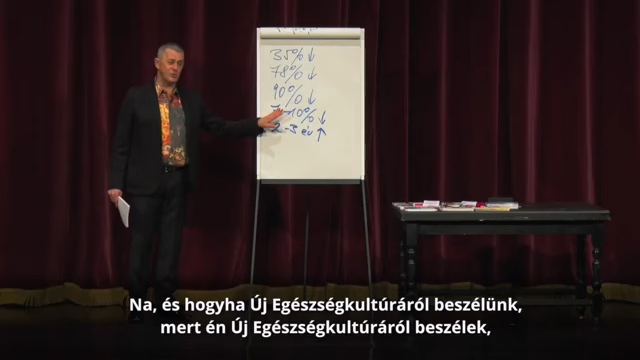 35% ↓
78% ↓
90% ↓
10% ↓
2-3 év ↑
Na, és hogyha Új Egészségkultúráról beszélünk,
mert én Új Egészségkultúráról beszélek,